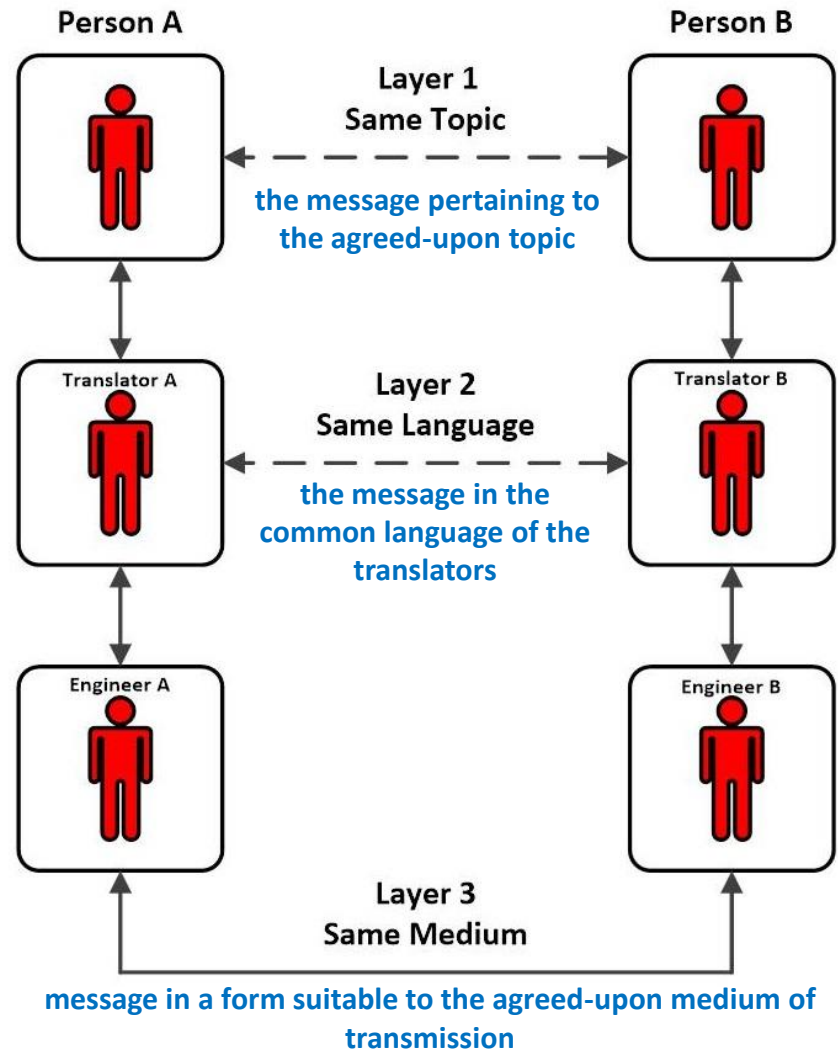 Person A
Person B
Layer 1
Same Topic
the message pertaining to
the agreed-upon topic
Translator A
Translator B
Layer 2
Same Language
the message in the
common language of the
translators
Engineer A
Engineer B
Layer 3
Same Medium
message in a form suitable to the agreed-upon medium of
transmission